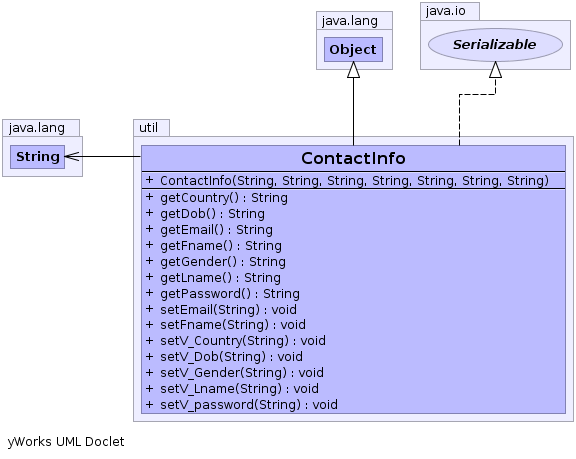 java.lang
Object
java.io
Serializable
java.lang
String
util
ContactInfo
+ ContactInfo(String, String, String, String, String, String, String)
+ getCountry() : String
+ getDob() : String
+ getEmail() : String
+ getFname() : String
+ getGender() : String
+ getLname() : String
+ getPassword() : String
+ setEmail(String) : void
+ setFname(String) : void
+ setV_Country(String) : void
+ setV_Dob(String) : void
+ setV_Gender(String) : void
+ setV_Lname(String) : void
+ setV_password(String) : void
yWorks UML Doclet